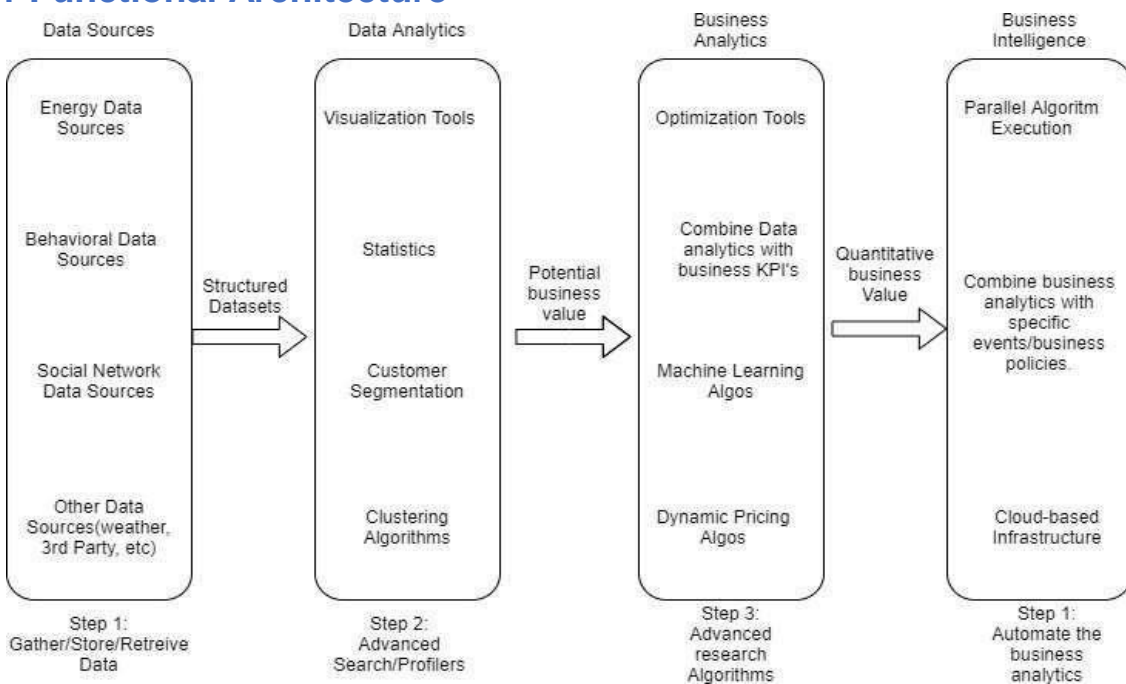 Functional Architecture
Data Sources
Data Analytics
Business
Analytics
Business
Intelligence
Energy Data
Sources
Behavioral Data
Sources
Social Network
Data Sources
Other Data
Sources(weather,
3rd Party, etc)
Structured
Datasets
Visualization Tools
Statistics
Customer
Segmentation
Clustering
Algorithms
Potential
business
value
Optimization Tools
Combine Data
analytics with
business KPI's
Machine Learning
Algos
Dynamic Pricing
Algos
Quantitative
business
Value
Parallel Algoritm
Execution
Combine business
analytics with
specific
events/business
policies.
Cloud-based
Infrastructure
Step 1:
Gather/Store/Retreive
Data
Step 2:
Advanced
Search/Profilers
Step 3:
Advanced
research
Algorithms
Step 1:
Automate the
business
analytics